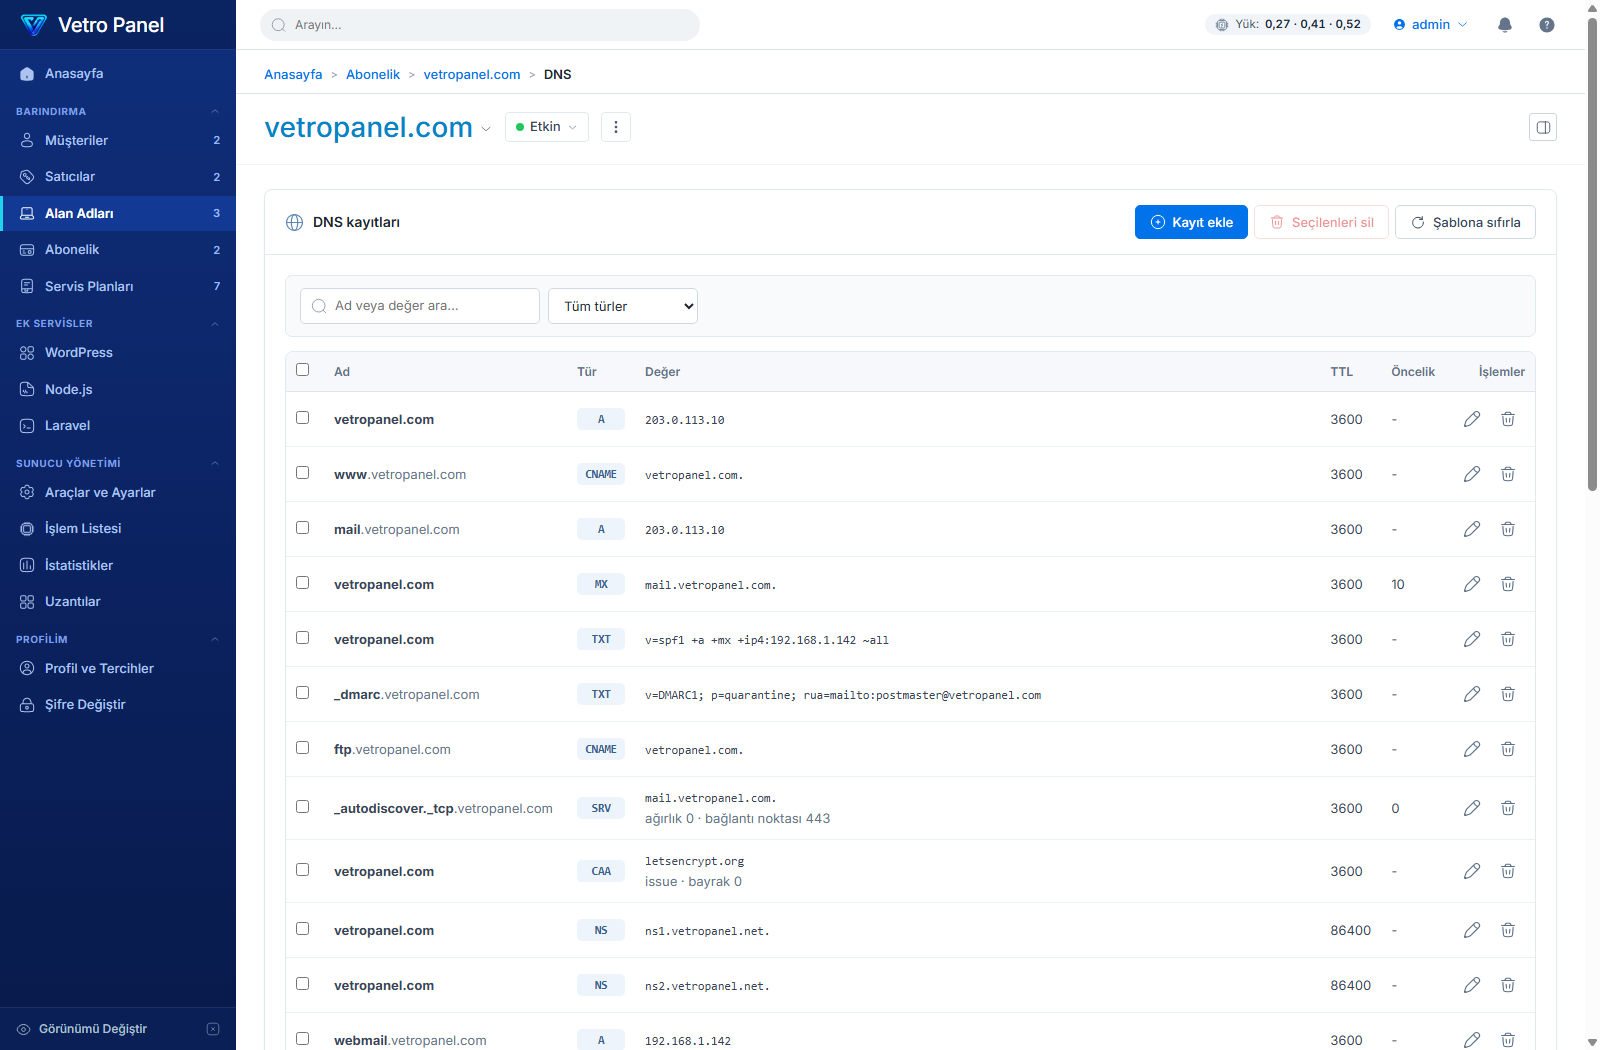 Vetro Panel
Arayın...
Yük: 0,27 · 0,41 · 0,52
admin
Anasayfa
BARINDIRMA
Müşteriler 2
Satıcılar 2
Alan Adları 3
Abonelik 2
Servis Planları 7
EK SERVİSLER
WordPress
Node.js
Laravel
SUNUCU YÖNETİMİ
Araçlar ve Ayarlar
İşlem Listesi
İstatistikler
Uzantılar
PROFİLİM
Profil ve Tercihler
Şifre Değiştir
Görünümü Değiştir
Anasayfa > Abonelik > vetropanel.com > DNS
vetropanel.com
Etkin
DNS kayıtları
Kayıt ekle
Seçilenleri sil
Şablona sıfırla
Ad veya değer ara...
Tüm türler
Ad Tür Değer TTL Öncelik İşlemler
vetropanel.com A 203.0.113.10 3600 -
www.vetropanel.com CNAME vetropanel.com. 3600 -
mail.vetropanel.com A 203.0.113.10 3600 -
vetropanel.com MX mail.vetropanel.com. 3600 10
vetropanel.com TXT v=spf1 +a +mx +ip4:192.168.1.142 ~all 3600 -
_dmarc.vetropanel.com TXT v=DMARC1; p=quarantine; rua=mailto:postmaster@vetropanel.com 3600 -
ftp.vetropanel.com CNAME vetropanel.com. 3600 -
_autodiscover._tcp.vetropanel.com SRV mail.vetropanel.com. 3600 0
ağırlık 0 · bağlantı noktası 443
vetropanel.com CAA letsencrypt.org 3600 -
issue · bayrak 0
vetropanel.com NS ns1.vetropanel.net. 86400 -
vetropanel.com NS ns2.vetropanel.net. 86400 -
webmail.vetropanel.com A 192.168.1.142 3600 -